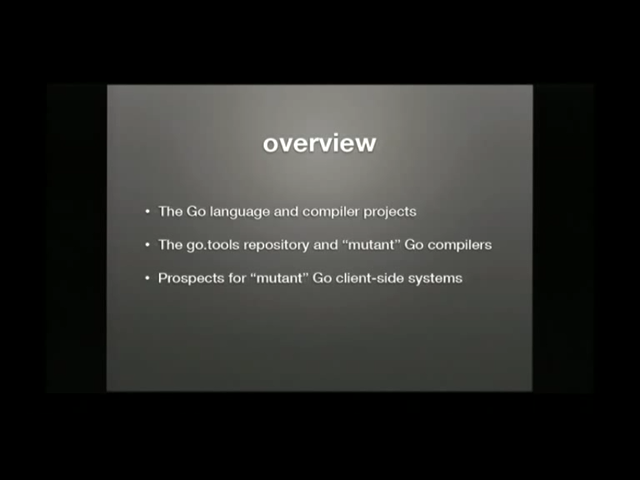 overview
• The Go language and compiler projects
• The go.tools repository and “mutant” Go compilers
• Prospects for “mutant” Go client-side systems